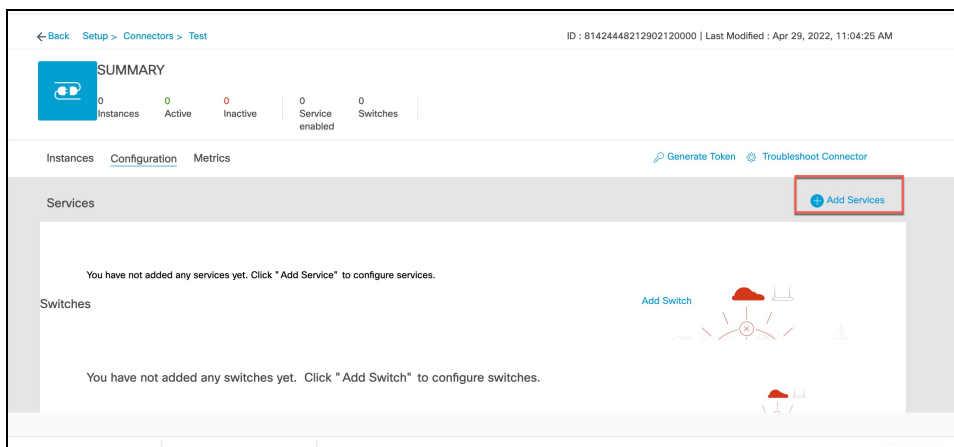 Back Setup > Connectors > Test ID : 81424448212902120000 | Last Modified : Apr 29, 2022, 11:04:25 AM
SUMMARY
0 0 0 0 0
Instances Active Inactive Service Switches
enabled
Instances Configuration Metrics Generate Token Troubleshoot Connector
Services Add Services
You have not added any services yet. Click "Add Service" to configure services.
Switches Add Switch
You have not added any switches yet. Click "Add Switch" to configure switches.